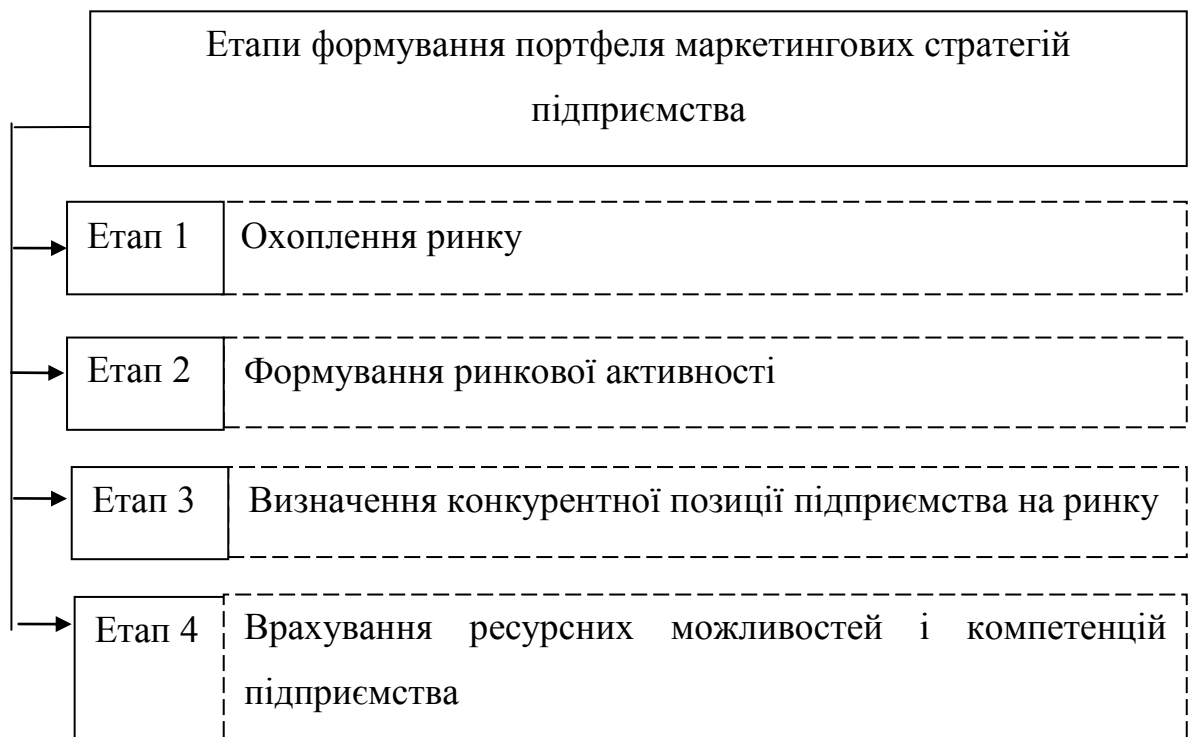 Етапи формування портфеля маркетингових стратегій
підприємства
Етап 1 Охоплення ринку
Етап 2 Формування ринкової активності
Етап 3 Визначення конкурентної позиції підприємства на ринку
Етап 4 Врахування ресурсних можливостей і компетенцій
підприємства